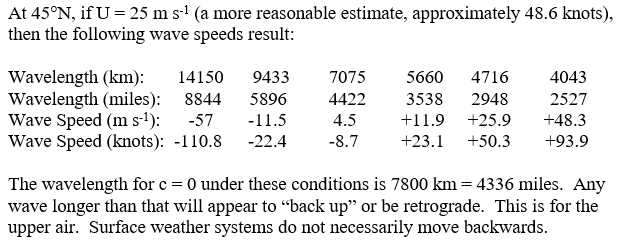 At 45°N, if U = 25 m s-1 (a more reasonable estimate, approximately 48.6 knots),
then the following wave speeds result:
Wavelength (km): 14150 9433 7075 5660 4716 4043
Wavelength (miles): 8844 5896 4422 3538 2948 2527
Wave Speed (m s-1): -57 -11.5 4.5 +11.9 +25.9 +48.3
Wave Speed (knots): -110.8 -22.4 -8.7 +23.1 +50.3 +93.9
The wavelength for c = 0 under these conditions is 7800 km = 4336 miles. Any
wave longer than that will appear to “back up” or be retrograde. This is for the
upper air. Surface weather systems do not necessarily move backwards.